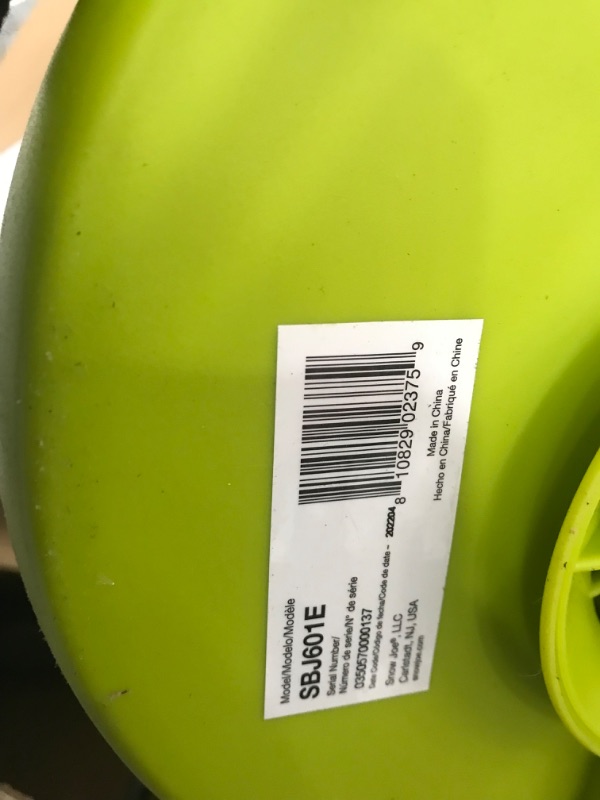 Model/Modelo/Modèle
SBJ601E
Serial Number/
Número de serie/N° de série
0350570000137
Date Code/Código de fecha/Code de date - 202204
Snow Joe®, LLC
Carlstadt, NJ, USA
snowjoe.com
8 10829 02375 9
Made in China
Hecho en China/Fabriqué en Chine